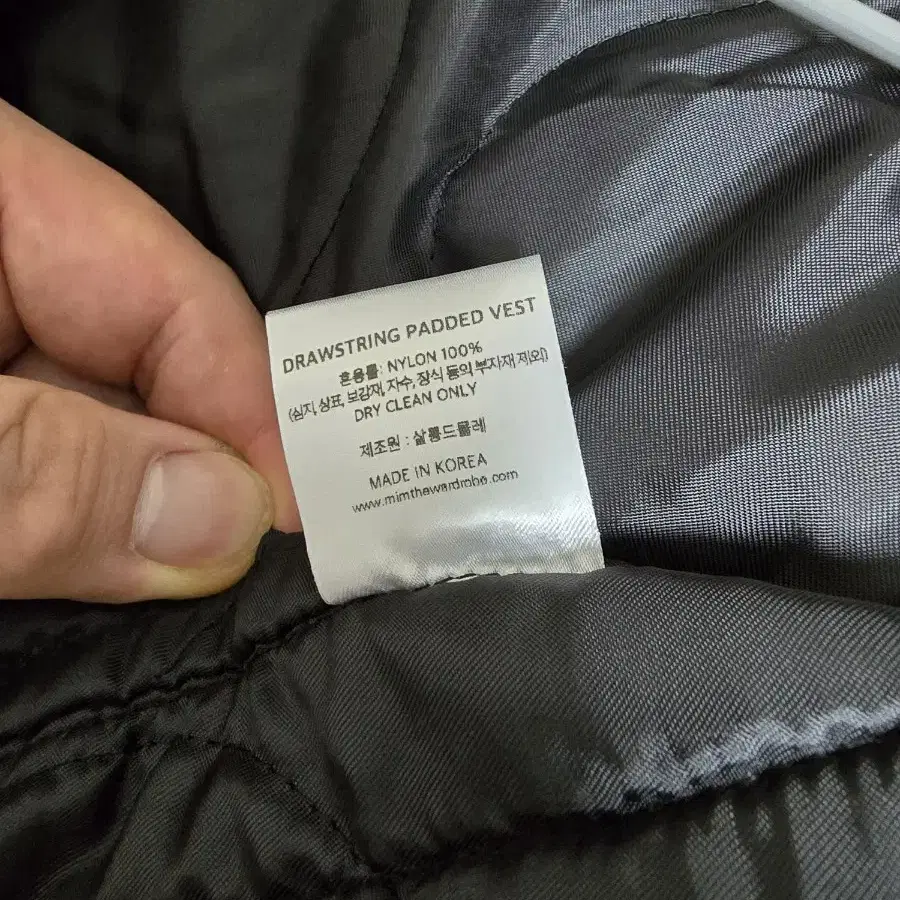 DRAWSTRING PADDED VEST
혼용률: NYLON 100%
(심지, 상표, 보강재, 자수, 장식 등의 부자재 제외)
DRY CLEAN ONLY
제조원 : 살롱드물레
MADE IN KOREA
www.mimthewardrobe.com